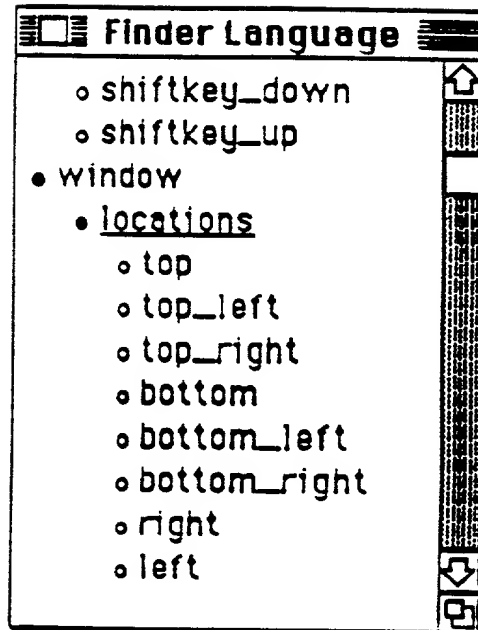 Finder Language
shiftkey_down
shiftkey_up
window
locations
top
top_left
top_right
bottom
bottom_left
bottom_right
right
left